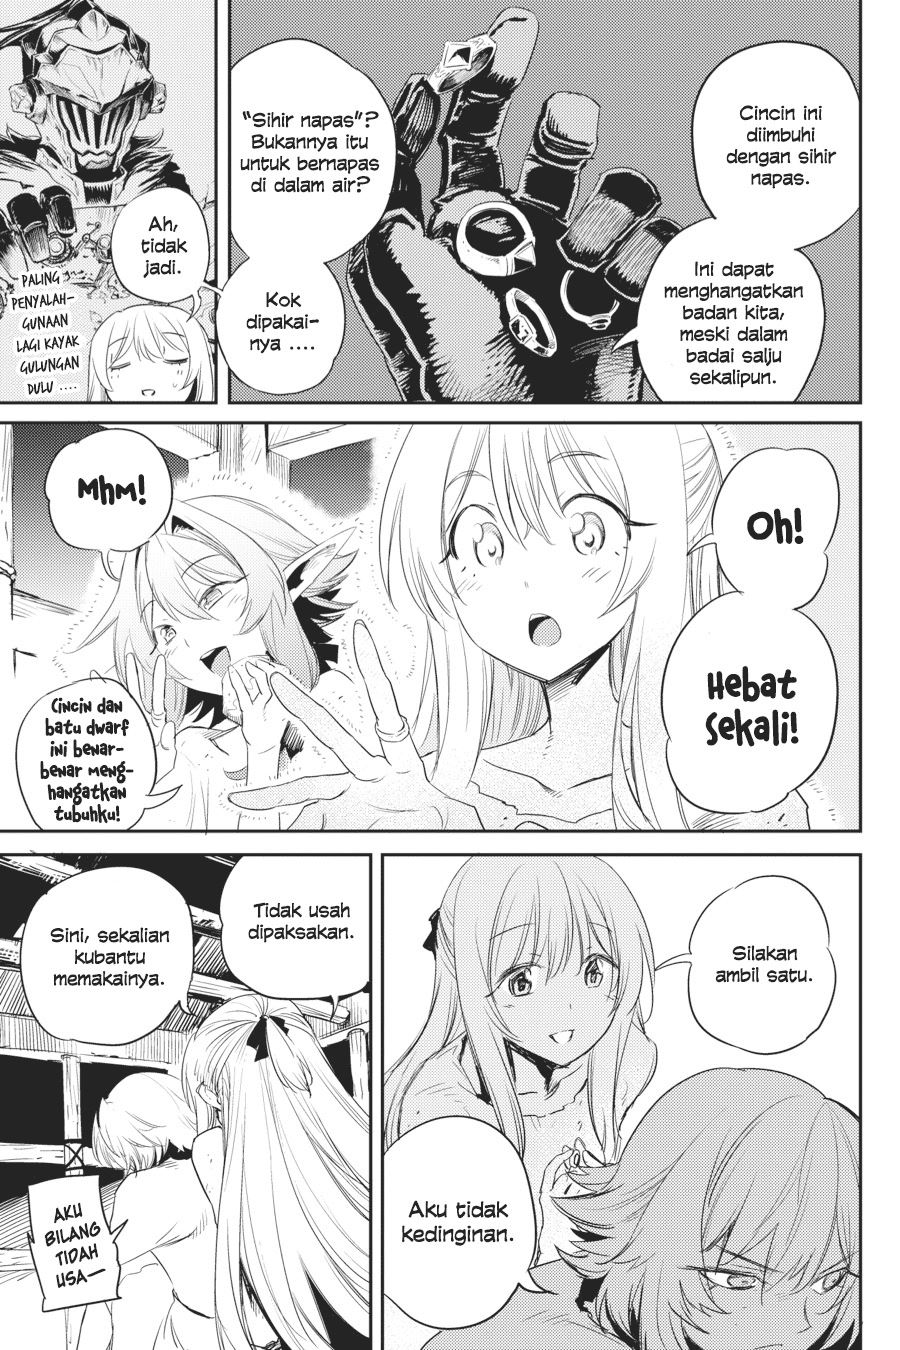 Cincin ini
diimbuhi
dengan sihir
napas.
Ini dapat
menghangatkan
badan kita,
meski dalam
badai salju
sekalipun.
“Sihir napas”?
Bukannya itu
untuk bernapas
di dalam air?
Kok
dipakai-
nya ....
Ah,
tidak
jadi.
PALING
PENYALAH-
GUNAAN
LAGI KAYAK
GULUNGAN
DULU ....
Oh!
Hebat
sekali!
Mhm!
Cincin dan
batu dwarf
ini benar-
benar meng-
hangatkan
tubuhku!
Silakan
ambil satu.
Aku tidak
kedinginan.
Tidak usah
dipaksakan.
Sini, sekalian
kubantu
memakainya.
AKU
BILANG
TIDAH
USA—